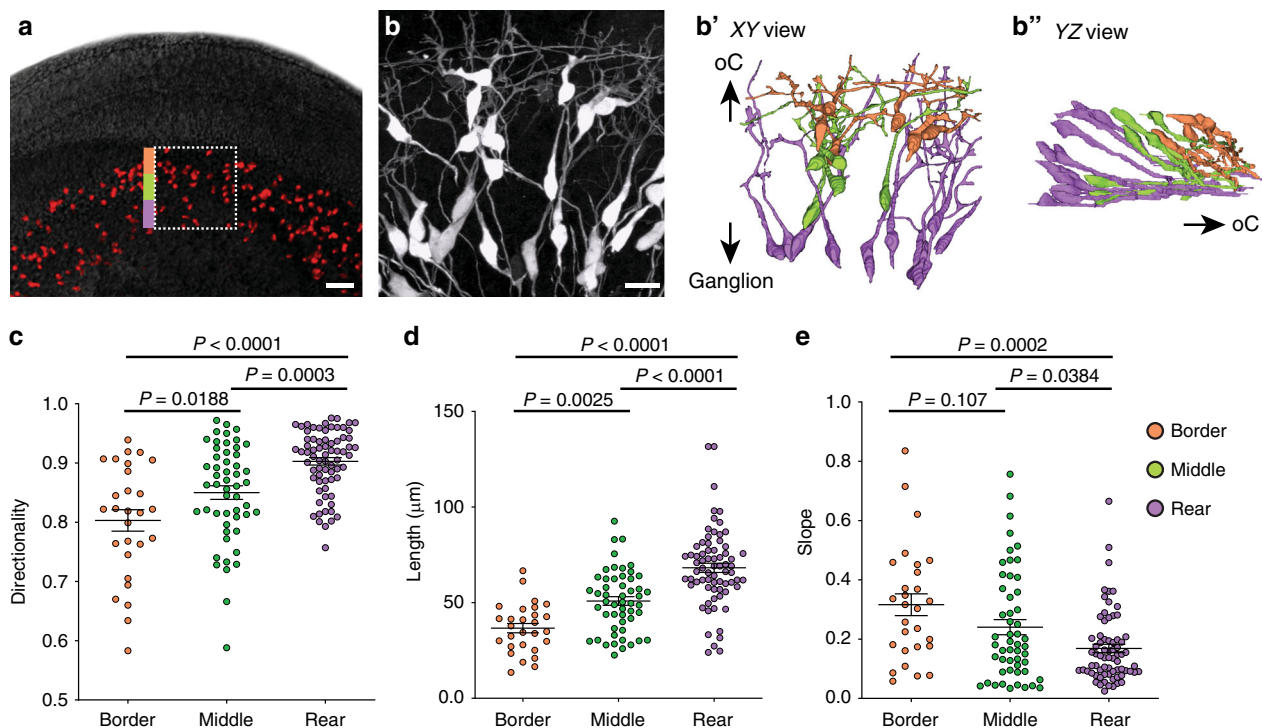 a
b
b' XY view
oC
Ganglion
b'' YZ view
oC
c
P < 0.0001
P = 0.0003
P = 0.0188
Directionality
1.0
0.9
0.8
0.7
0.6
0.5
Border Middle Rear
d
P < 0.0001
P < 0.0001
P = 0.0025
Length (μm)
150
100
50
0.0
Border Middle Rear
e
P = 0.0002
P = 0.0384
P = 0.107
Slope
1.0
0.8
0.6
0.4
0.2
0.0
Border Middle Rear
Border
Middle
Rear